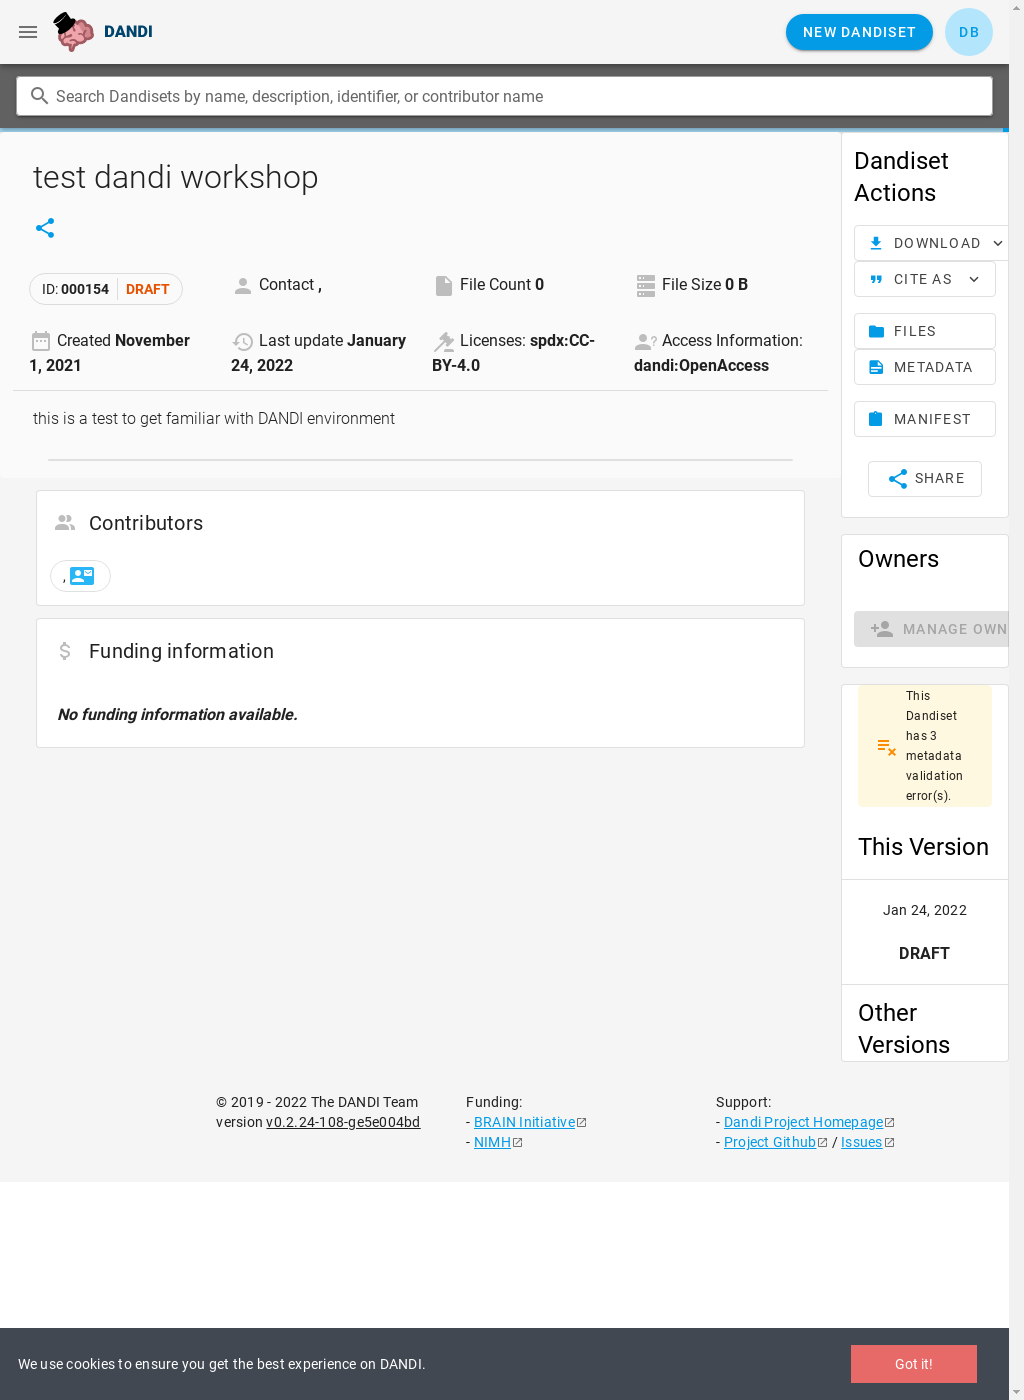 DANDI
NEW DANDISET
DB
Search Dandisets by name, description, identifier, or contributor name
test dandi workshop
ID: 000154 DRAFT
Contact ,
File Count 0
File Size 0 B
Created November
1, 2021
Last update January
24, 2022
Licenses: spdx:CC-
BY-4.0
Access Information:
dandi:OpenAccess
this is a test to get familiar with DANDI environment
Contributors
,
Funding information
No funding information available.
Dandiset
Actions
DOWNLOAD
CITE AS
FILES
METADATA
MANIFEST
SHARE
Owners
MANAGE OWN
This
Dandiset
has 3
metadata
validation
error(s).
This Version
Jan 24, 2022
DRAFT
Other
Versions
© 2019 - 2022 The DANDI Team
version v0.2.24-108-ge5e004bd
Funding:
- BRAIN Initiative
- NIMH
Support:
- Dandi Project Homepage
- Project Github / Issues
We use cookies to ensure you get the best experience on DANDI.
Got it!